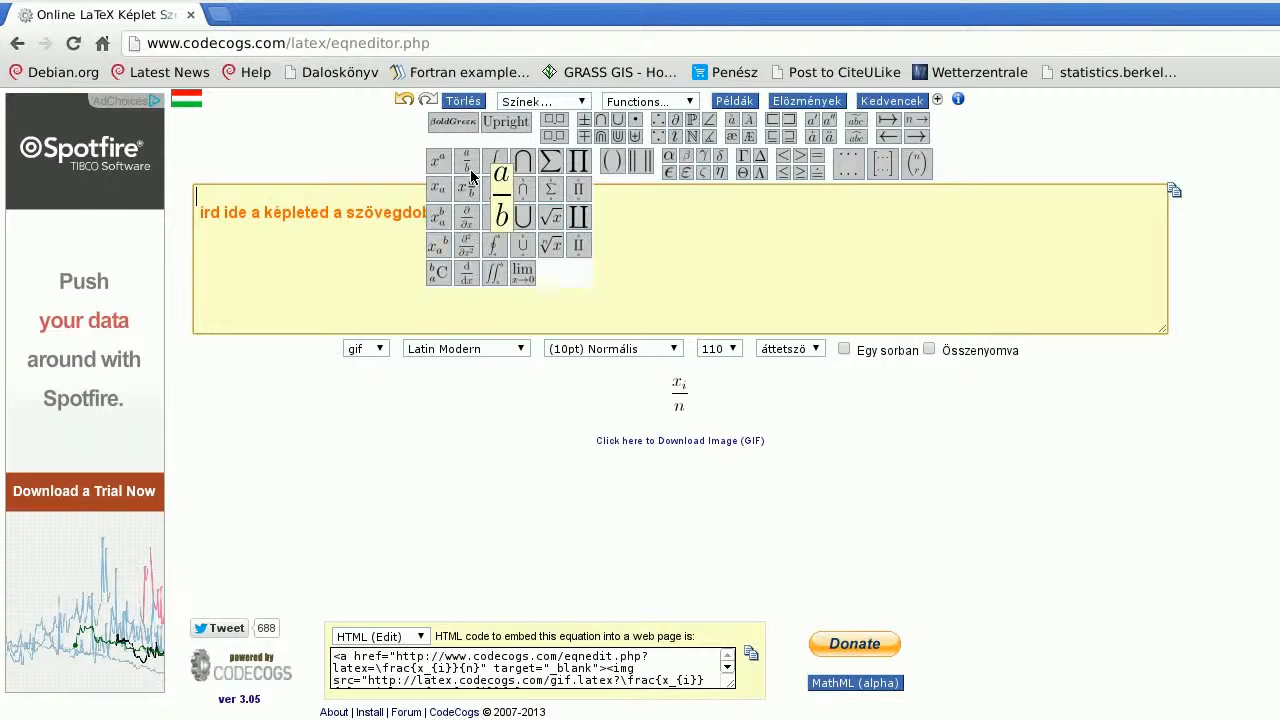 Online LaTeX Képlet Sz
www.codecogs.com/latex/eqneditor.php
Debian.org Latest News Help Daloskönyv Fortran example... GRASS GIS - Ho... Penész Post to CiteULike Wetterzentrale statistics.berkel...
AdChoices
Spotfire
TIBCO Software
Push
your data
around with
Spotfire.
Download a Trial Now
Törlés Színek... Functions... Példák Előzmények Kedvencek
BoldGreek Upright
a
b
lim
x→0
írd ide a képleted a szövegdob
gif Latin Modern (10pt) Normális 110 áttetsző Egy sorban Összenyomva
x_i
n
Click here to Download Image (GIF)
Tweet 688
powered by
CODECOGS
ver 3.05
HTML (Edit) HTML code to embed this equation into a web page is:
<a href="http://www.codecogs.com/eqnedit.php?
latex=\frac{x_{i}}{n}" target="_blank"><img
src="http://latex.codecogs.com/gif.latex?\frac{x_{i}}
Donate
MathML (alpha)
About | Install | Forum | CodeCogs © 2007-2013